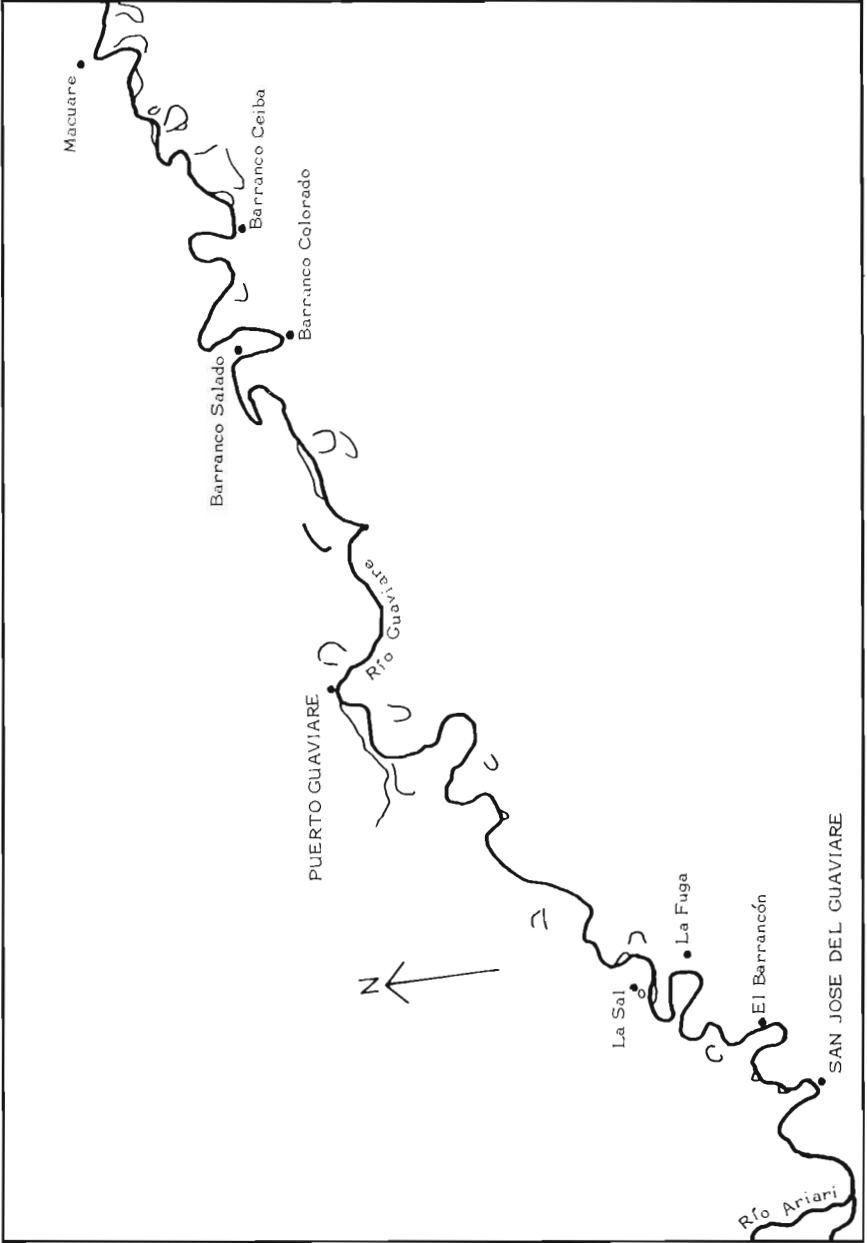 Macuare
Barranco Ceiba
Barranco Colorado
Barranco Salado
Río Guaviare
PUERTO GUAVIARE
N
La Sal
La Fuga
El Barrancón
SAN JOSE DEL GUAVIARE
Río Ariari